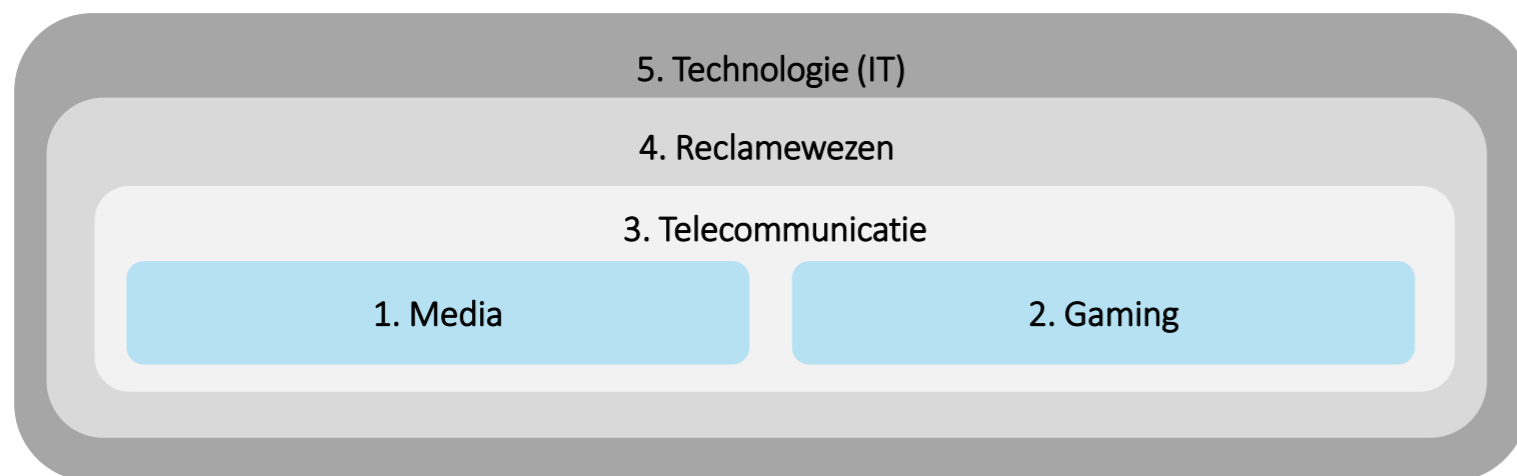 5. Technologie (IT)
4. Reclamewezen
3. Telecommunicatie
1. Media
2. Gaming